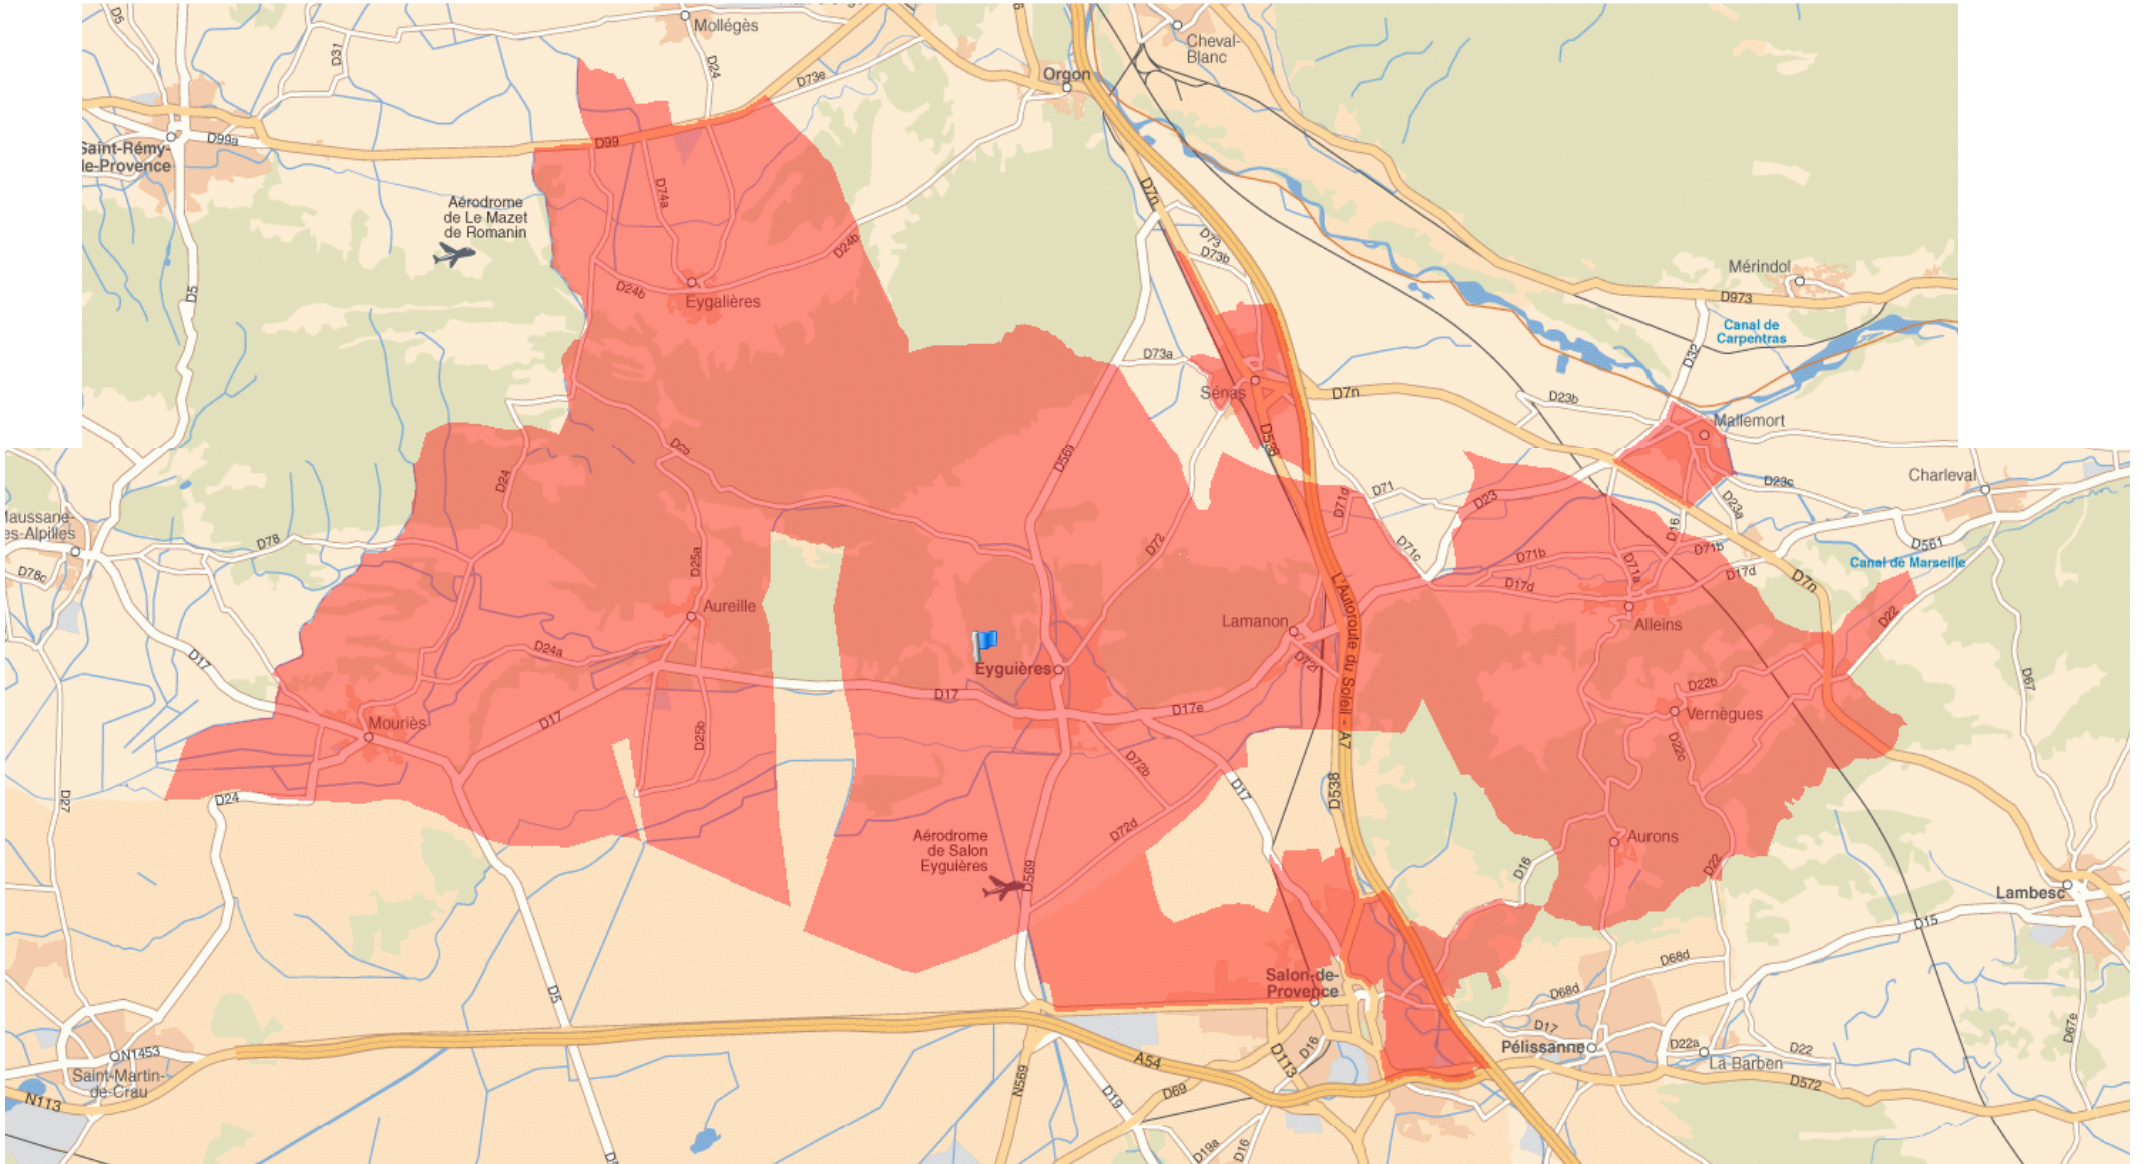 D5
D31
Mollégès
D24
D73e
Cheval-
Blanc
Orgon
D99a
Saint-Rémy-
de-Provence
D99
D74a
Aérodrome
de Le Mazet
de Romanin
D7n
D73
D73b
D24b
D24b
D5
Eygalières
Mérindol
D973
Canal de
Carpentras
D32
D73a
Sénas
D7n
D23b
Mallemort
D538
D25
D569
D24
D71d
D71
D23
D23c
D23a
Charleval
Maussane-
les-Alpilles
D78
D78c
D72
D71c
D71b
D16
D71b
D71a
D17d
D17d
D561
Canal de Marseille
D7n
D25a
Aureille
Lamanon
L'Autoroute du Soleil - A7
Alleins
D22
D17
D24a
Eyguières
D72f
D67
D22b
Mouriès
D17
D25b
D17
D17e
Vernègues
D22c
D72b
D17
D538
D27
D24
D72d
Aérodrome
de Salon
Eyguières
D569
Aurons
D16
D22
Lambesc
D15
D5
Salon-de-
Provence
D68d
D68d
N1453
Saint-Martin-
de-Crau
N113
A54
N569
D19
D69
D113
D16
D17
Pélissanne
D22a
D22
La-Barben
D572
D67e
D19a
D16